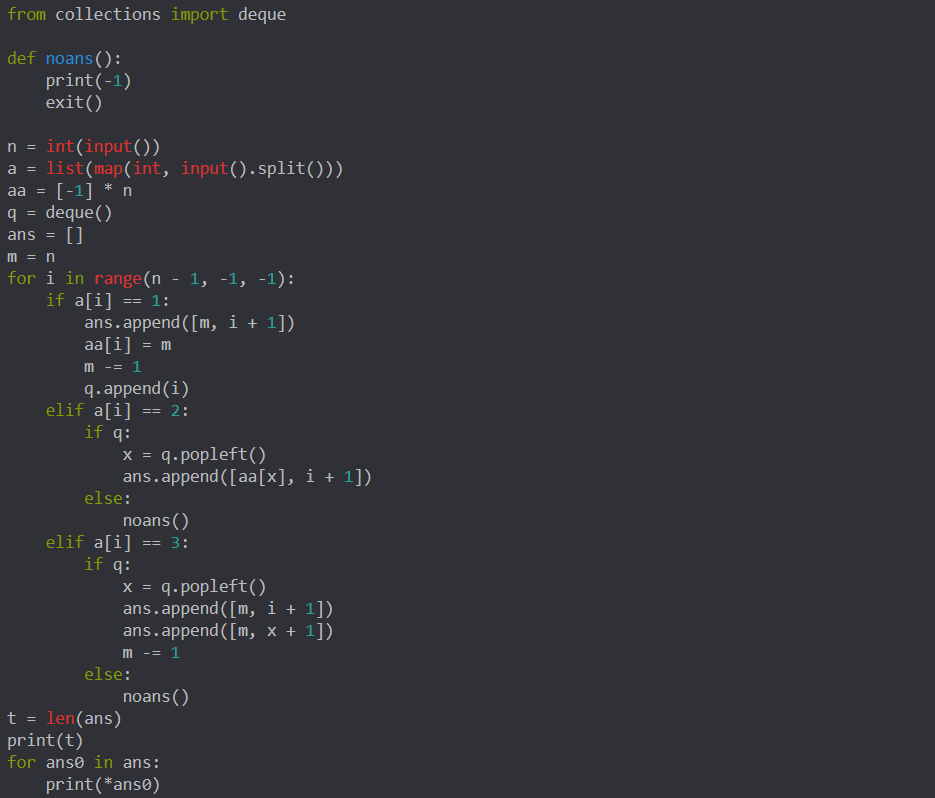 from collections import deque

def noans():
    print(-1)
    exit()

n = int(input())
a = list(map(int, input().split()))
aa = [-1] * n
q = deque()
ans = []
m = n
for i in range(n - 1, -1, -1):
    if a[i] == 1:
        ans.append([m, i + 1])
        aa[i] = m
        m -= 1
        q.append(i)
    elif a[i] == 2:
        if q:
            x = q.popleft()
            ans.append([aa[x], i + 1])
        else:
            noans()
    elif a[i] == 3:
        if q:
            x = q.popleft()
            ans.append([m, i + 1])
            ans.append([m, x + 1])
            m -= 1
        else:
            noans()
t = len(ans)
print(t)
for ans0 in ans:
    print(*ans0)